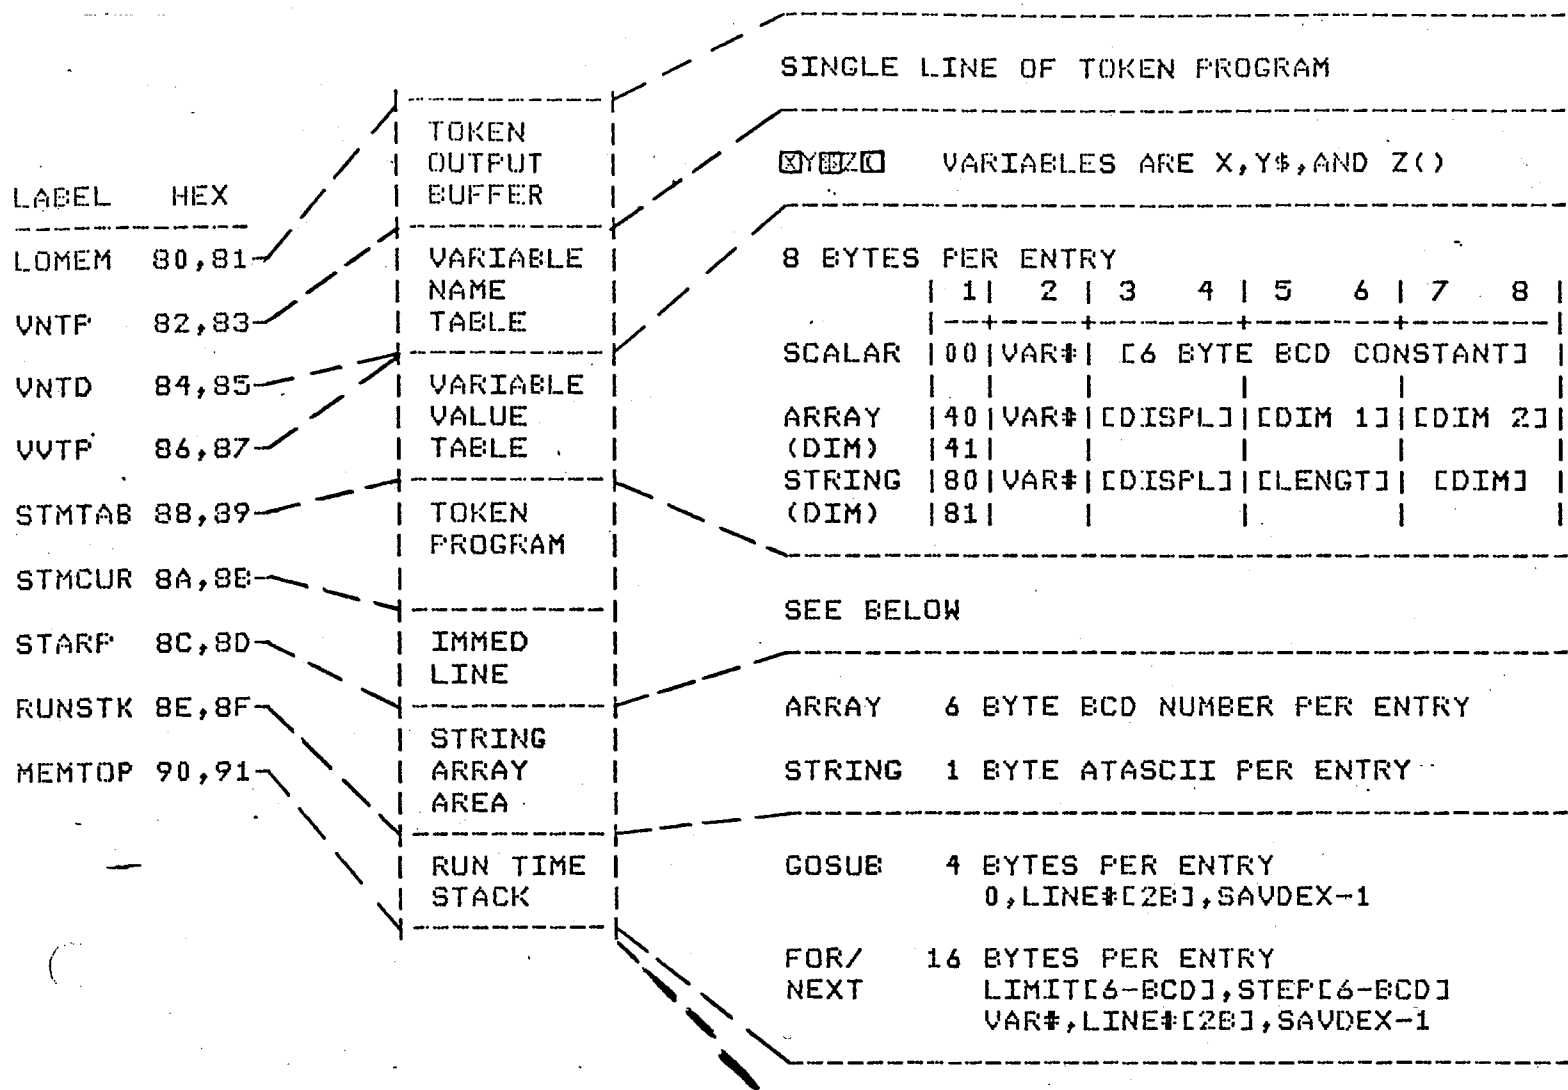 SINGLE LINE OF TOKEN PROGRAM
TOKEN
OUTPUT
BUFFER
XY$Z( VARIABLES ARE X,Y$,AND Z()
LABEL HEX
LOMEM 80,81
VNTP 82,83
VNTD 84,85
VVTP 86,87
STMTAB 88,89
STMCUR 8A,8B
STARP 8C,8D
RUNSTK 8E,8F
MEMTOP 90,91
VARIABLE
NAME
TABLE
VARIABLE
VALUE
TABLE
TOKEN
PROGRAM
IMMED
LINE
STRING
ARRAY
AREA
RUN TIME
STACK
8 BYTES PER ENTRY
| 1| 2 | 3 4 | 5 6 | 7 8 |
SCALAR |00|VAR#| [6 BYTE BCD CONSTANT] |
ARRAY |40|VAR#|[DISPL]|[DIM 1]|[DIM 2]|
(DIM) |41|
STRING |80|VAR#|[DISPL]|[LENGT]| [DIM] |
(DIM) |81|
SEE BELOW
ARRAY 6 BYTE BCD NUMBER PER ENTRY
STRING 1 BYTE ATASCII PER ENTRY
GOSUB 4 BYTES PER ENTRY
0,LINE#[2B],SAVDEX-1
FOR/ 16 BYTES PER ENTRY
NEXT LIMIT[6-BCD],STEP[6-BCD]
VAR#,LINE#[2B],SAVDEX-1